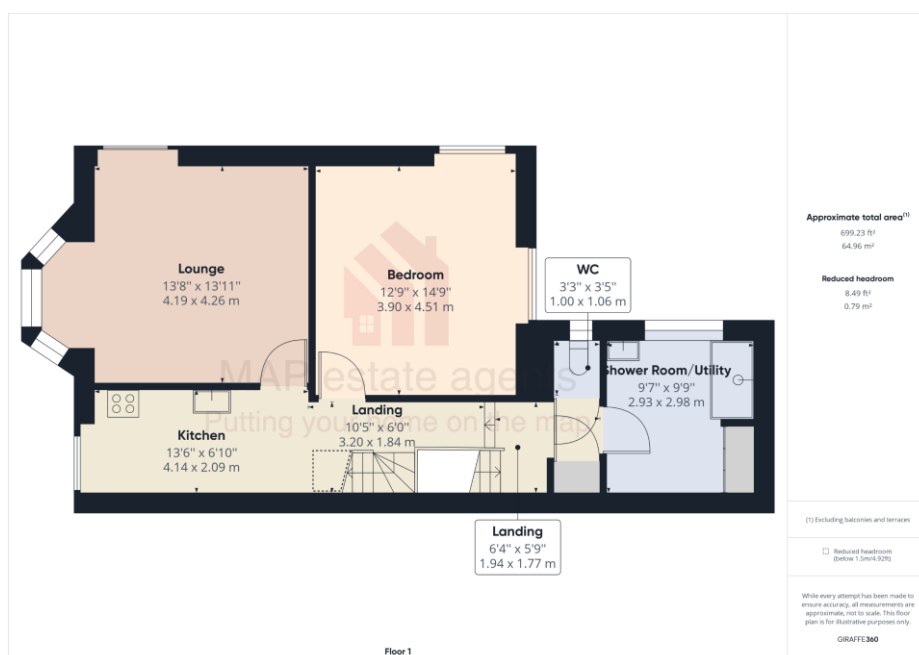 Lounge
13'8" x 13'11"
4.19 x 4.26 m
Bedroom
12'9" x 14'9"
3.90 x 4.51 m
WC
3'3" x 3'5"
1.00 x 1.06 m
Shower Room/Utility
9'7" x 9'9"
2.93 x 2.98 m
MAP estate agents
Putting your home on the map
Kitchen
13'6" x 6'10"
4.14 x 2.09 m
Landing
10'5" x 6'0"
3.20 x 1.84 m
Landing
6'4" x 5'9"
1.94 x 1.77 m
Floor 1
Approximate total area(1)
699.23 ft²
64.96 m²
Reduced headroom
8.49 ft²
0.79 m²
(1) Excluding balconies and terraces
Reduced headroom
(below 1.5m/4.92ft)
While every attempt has been made to
ensure accuracy, all measurements are
approximate, not to scale. This floor
plan is for illustrative purposes only.
GIRAFFE360